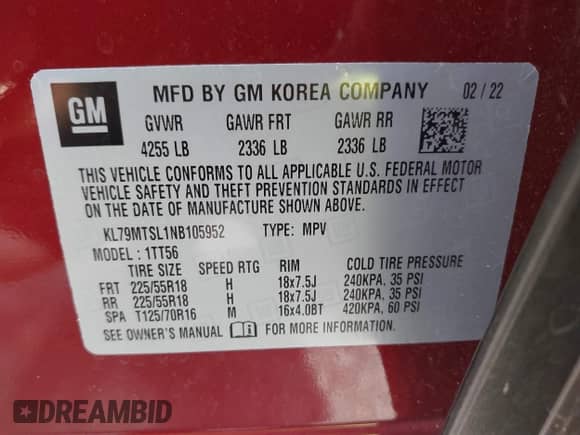 GM
MFD BY GM KOREA COMPANY 02 / 22
GVWR GAWR FRT GAWR RR
4255 LB 2336 LB 2336 LB
THIS VEHICLE CONFORMS TO ALL APPLICABLE U.S. FEDERAL MOTOR
VEHICLE SAFETY AND THEFT PREVENTION STANDARDS IN EFFECT ON
THE DATE OF MANUFACTURE SHOWN ABOVE.
KL79MTSL1NB105952 TYPE: MPV
MODEL: 1TT56
TIRE SIZE SPEED RTG RIM COLD TIRE PRESSURE
FRT 225/55R18 H 18x7.5J 240KPA, 35 PSI
RR 225/55R18 H 18x7.5J 240KPA, 35 PSI
SPA T125/70R16 M 16x4.0BT 420KPA, 60 PSI
SEE OWNER'S MANUAL i FOR MORE INFORMATION.
DREAMBID